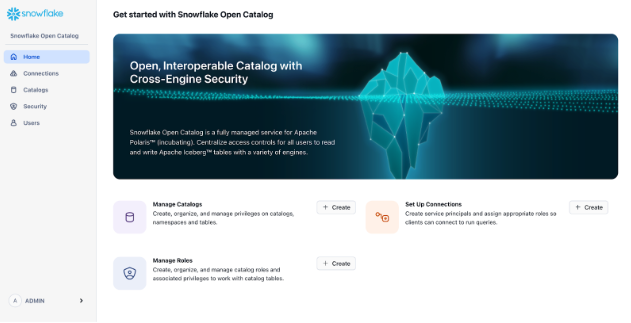 snowflake
Snowflake Open Catalog
Home
Connections
Catalogs
Security
Users
A ADMIN
Get started with Snowflake Open Catalog
Open, Interoperable Catalog with
Cross-Engine Security
Snowflake Open Catalog is a fully managed service for Apache
Polaris™ (incubating). Centralize access controls for all users to read
and write Apache Iceberg™ tables with a variety of engines.
Manage Catalogs
Create, organize, and manage privileges on catalogs,
namespaces and tables.
+ Create
Set Up Connections
Create service principals and assign appropriate roles so
clients can connect to run queries.
+ Create
Manage Roles
Create, organize, and manage catalog roles and
associated privileges to work with catalog tables.
+ Create